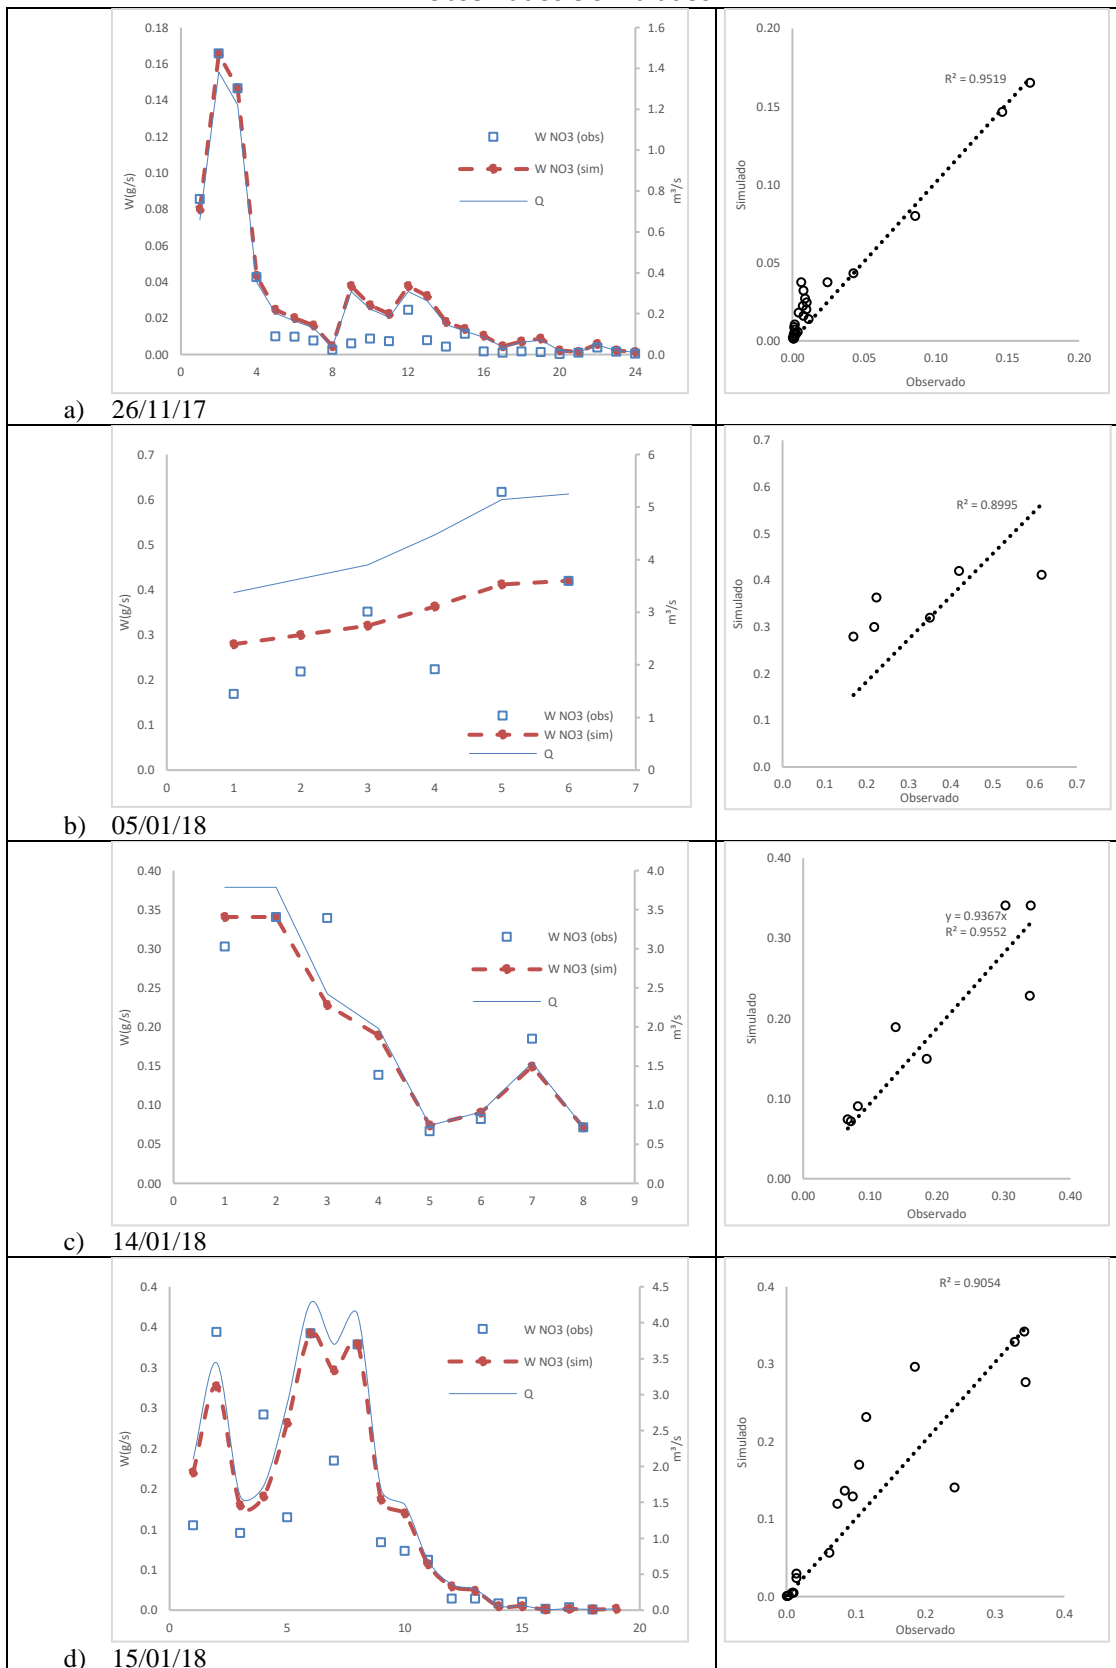 0.18
0.16
0.14
0.12
0.10
0.08
0.06
0.04
0.02
0.00
W(g/s)
0 4 8 12 16 20 24
1.6
1.4
1.2
1.0
0.8
0.6
0.4
0.2
0.0
m³/s
W NO3 (obs)
W NO3 (sim)
Q
0.20
0.15
0.10
0.05
0.00
Simulado
R² = 0.9519
0.00 0.05 0.10 0.15 0.20
Observado
a) 26/11/17
0.7
0.6
0.5
0.4
0.3
0.2
0.1
0.0
W(g/s)
0 1 2 3 4 5 6 7
6
5
4
3
2
1
0
m³/s
W NO3 (obs)
W NO3 (sim)
Q
0.7
0.6
0.5
0.4
0.3
0.2
0.1
0.0
Simulado
R² = 0.8995
0.0 0.1 0.2 0.3 0.4 0.5 0.6 0.7
Observado
b) 05/01/18
0.40
0.35
0.30
0.25
0.20
0.15
0.10
0.05
0.00
W(g/s)
0 1 2 3 4 5 6 7 8 9
4.0
3.5
3.0
2.5
2.0
1.5
1.0
0.5
0.0
m³/s
W NO3 (obs)
W NO3 (sim)
Q
0.40
0.30
0.20
0.10
0.00
Simulado
y = 0.9367x
R² = 0.9552
0.00 0.10 0.20 0.30 0.40
Observado
c) 14/01/18
0.4
0.4
0.3
0.3
0.2
0.2
0.1
0.1
0.0
W(g/s)
0 5 10 15 20
4.5
4.0
3.5
3.0
2.5
2.0
1.5
1.0
0.5
0.0
m³/s
W NO3 (obs)
W NO3 (sim)
Q
0.4
0.3
0.2
0.1
0.0
Simulado
R² = 0.9054
0.0 0.1 0.2 0.3 0.4
Observado
d) 15/01/18